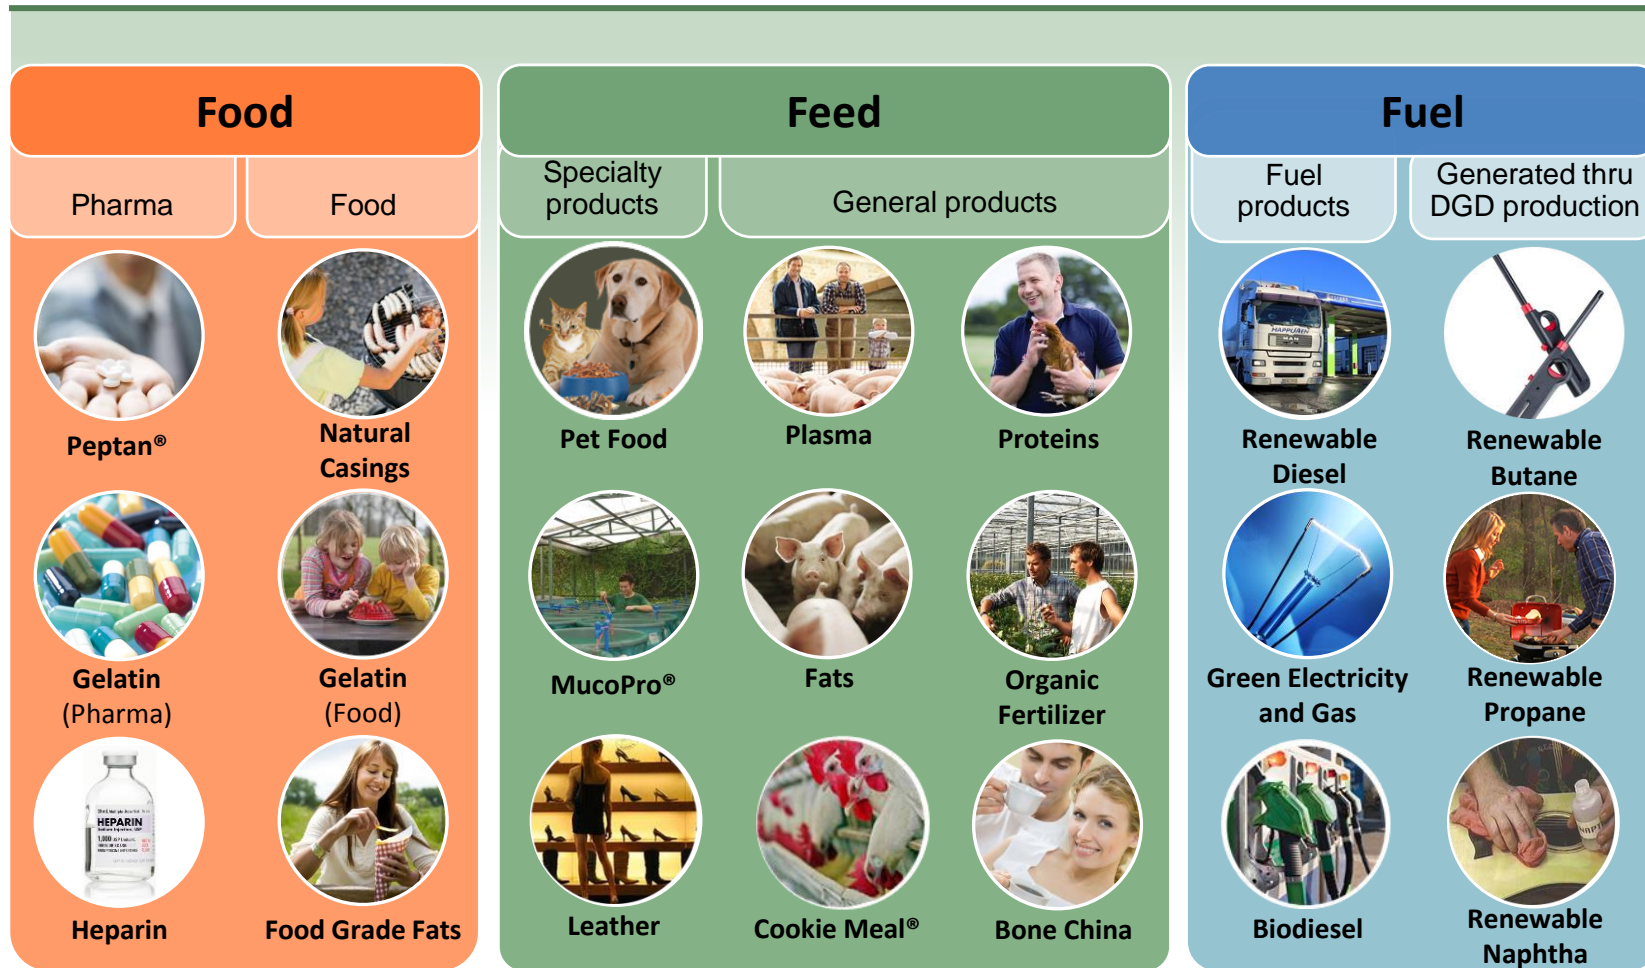 Food
Feed
Fuel
Pharma
Food
Specialty
products
General products
Fuel
products
Generated thru
DGD production
Peptan®
Natural
Casings
Pet Food
Plasma
Proteins
Renewable
Diesel
Renewable
Butane
Gelatin
(Pharma)
Gelatin
(Food)
MucoPro®
Fats
Organic
Fertilizer
Green Electricity
and Gas
Renewable
Propane
HEPARIN
Heparin
Food Grade Fats
Leather
Cookie Meal®
Bone China
Biodiesel
Renewable
Naphtha
MAN